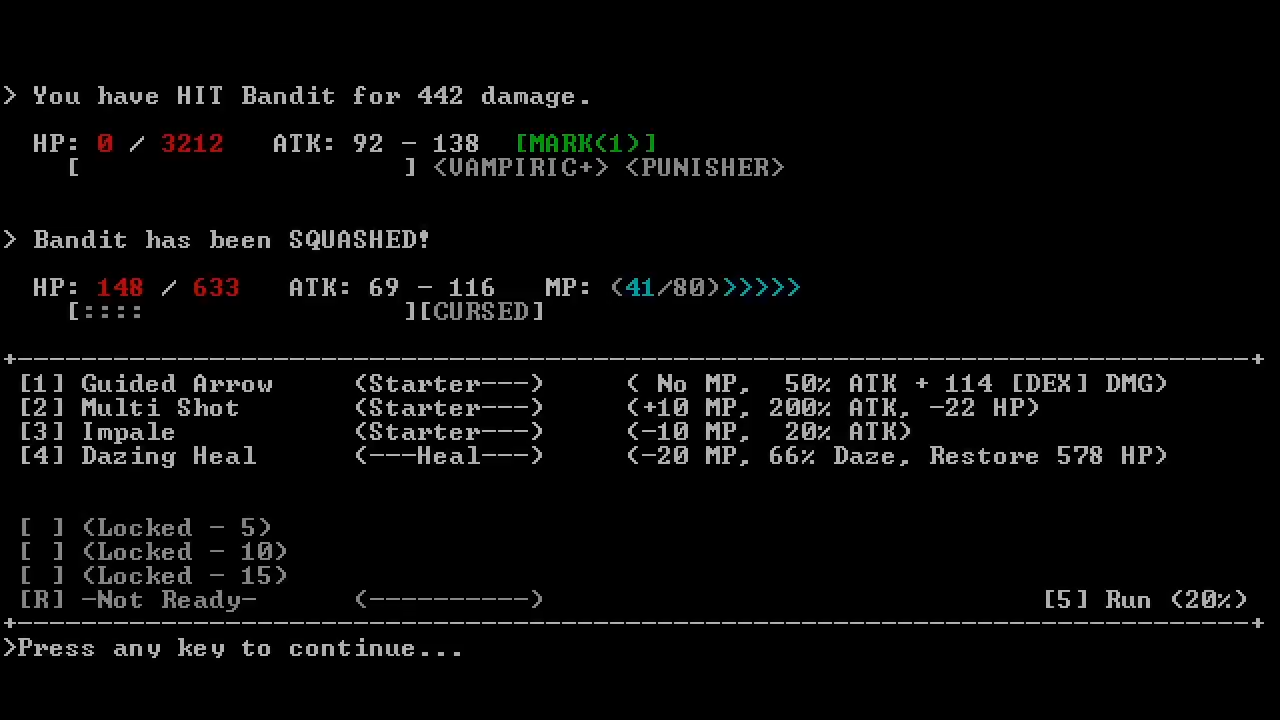 > You have HIT Bandit for 442 damage.
HP: 0 / 3212   ATK: 92 - 138  [MARK(1)]
[                    ] <VAMPIRIC+> <PUNISHER>
> Bandit has been SQUASHED!
HP: 148 / 633   ATK: 69 - 116   MP: (41/80)>>>>>
[::::                ][CURSED]
+------------------------------------------------------------------------------+
[1] Guided Arrow     (Starter---)     ( No MP,  50% ATK + 114 [DEX] DMG)
[2] Multi Shot       (Starter---)     (+10 MP, 200% ATK, -22 HP)
[3] Impale           (Starter---)     (-10 MP,  20% ATK)
[4] Dazing Heal      (---Heal---)     (-20 MP, 66% Daze, Restore 578 HP)
[ ] (Locked - 5)
[ ] (Locked - 10)
[ ] (Locked - 15)
[R] -Not Ready-      (----------)                               [5] Run (20%)
+------------------------------------------------------------------------------+
>Press any key to continue...